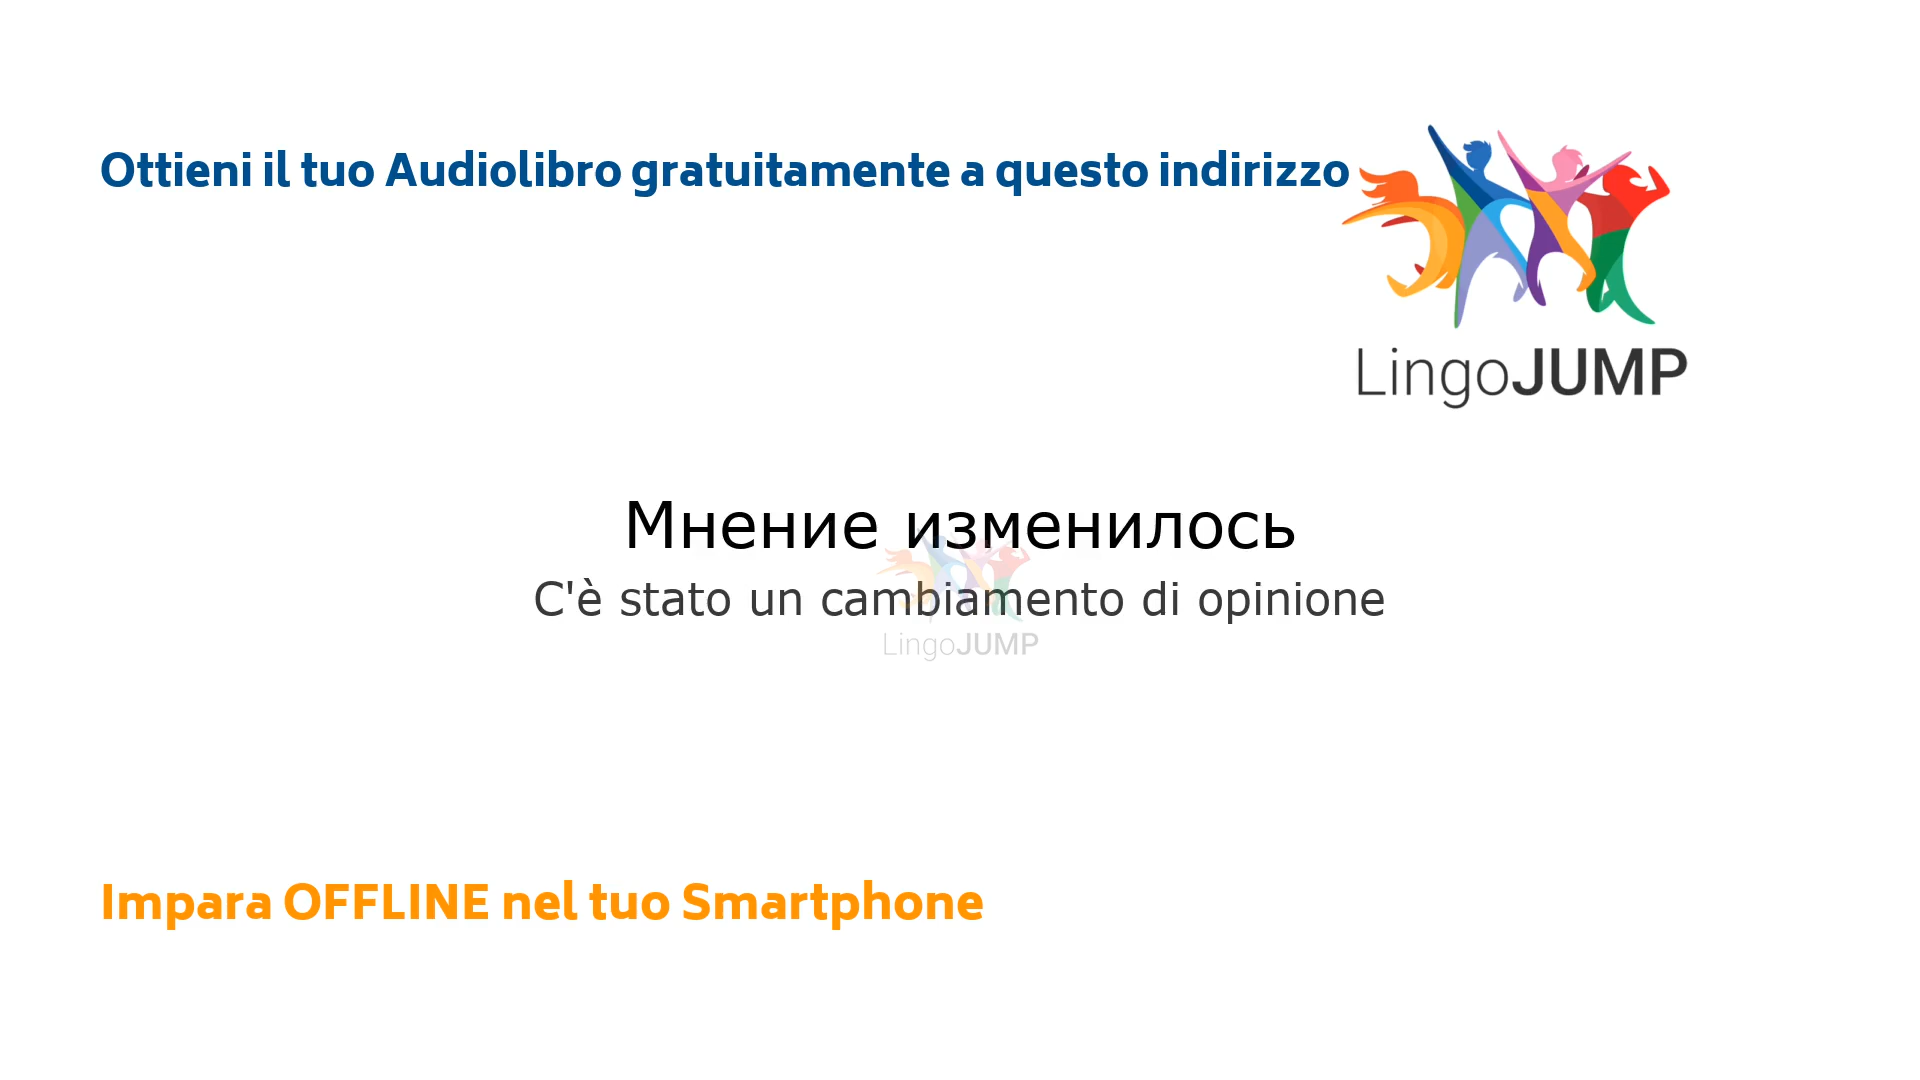 Ottieni il tuo Audiolibro gratuitamente a questo indirizzo
LingoJUMP
Мнение изменилось
C'è stato un cambiamento di opinione
LingoJUMP
Impara OFFLINE nel tuo Smartphone